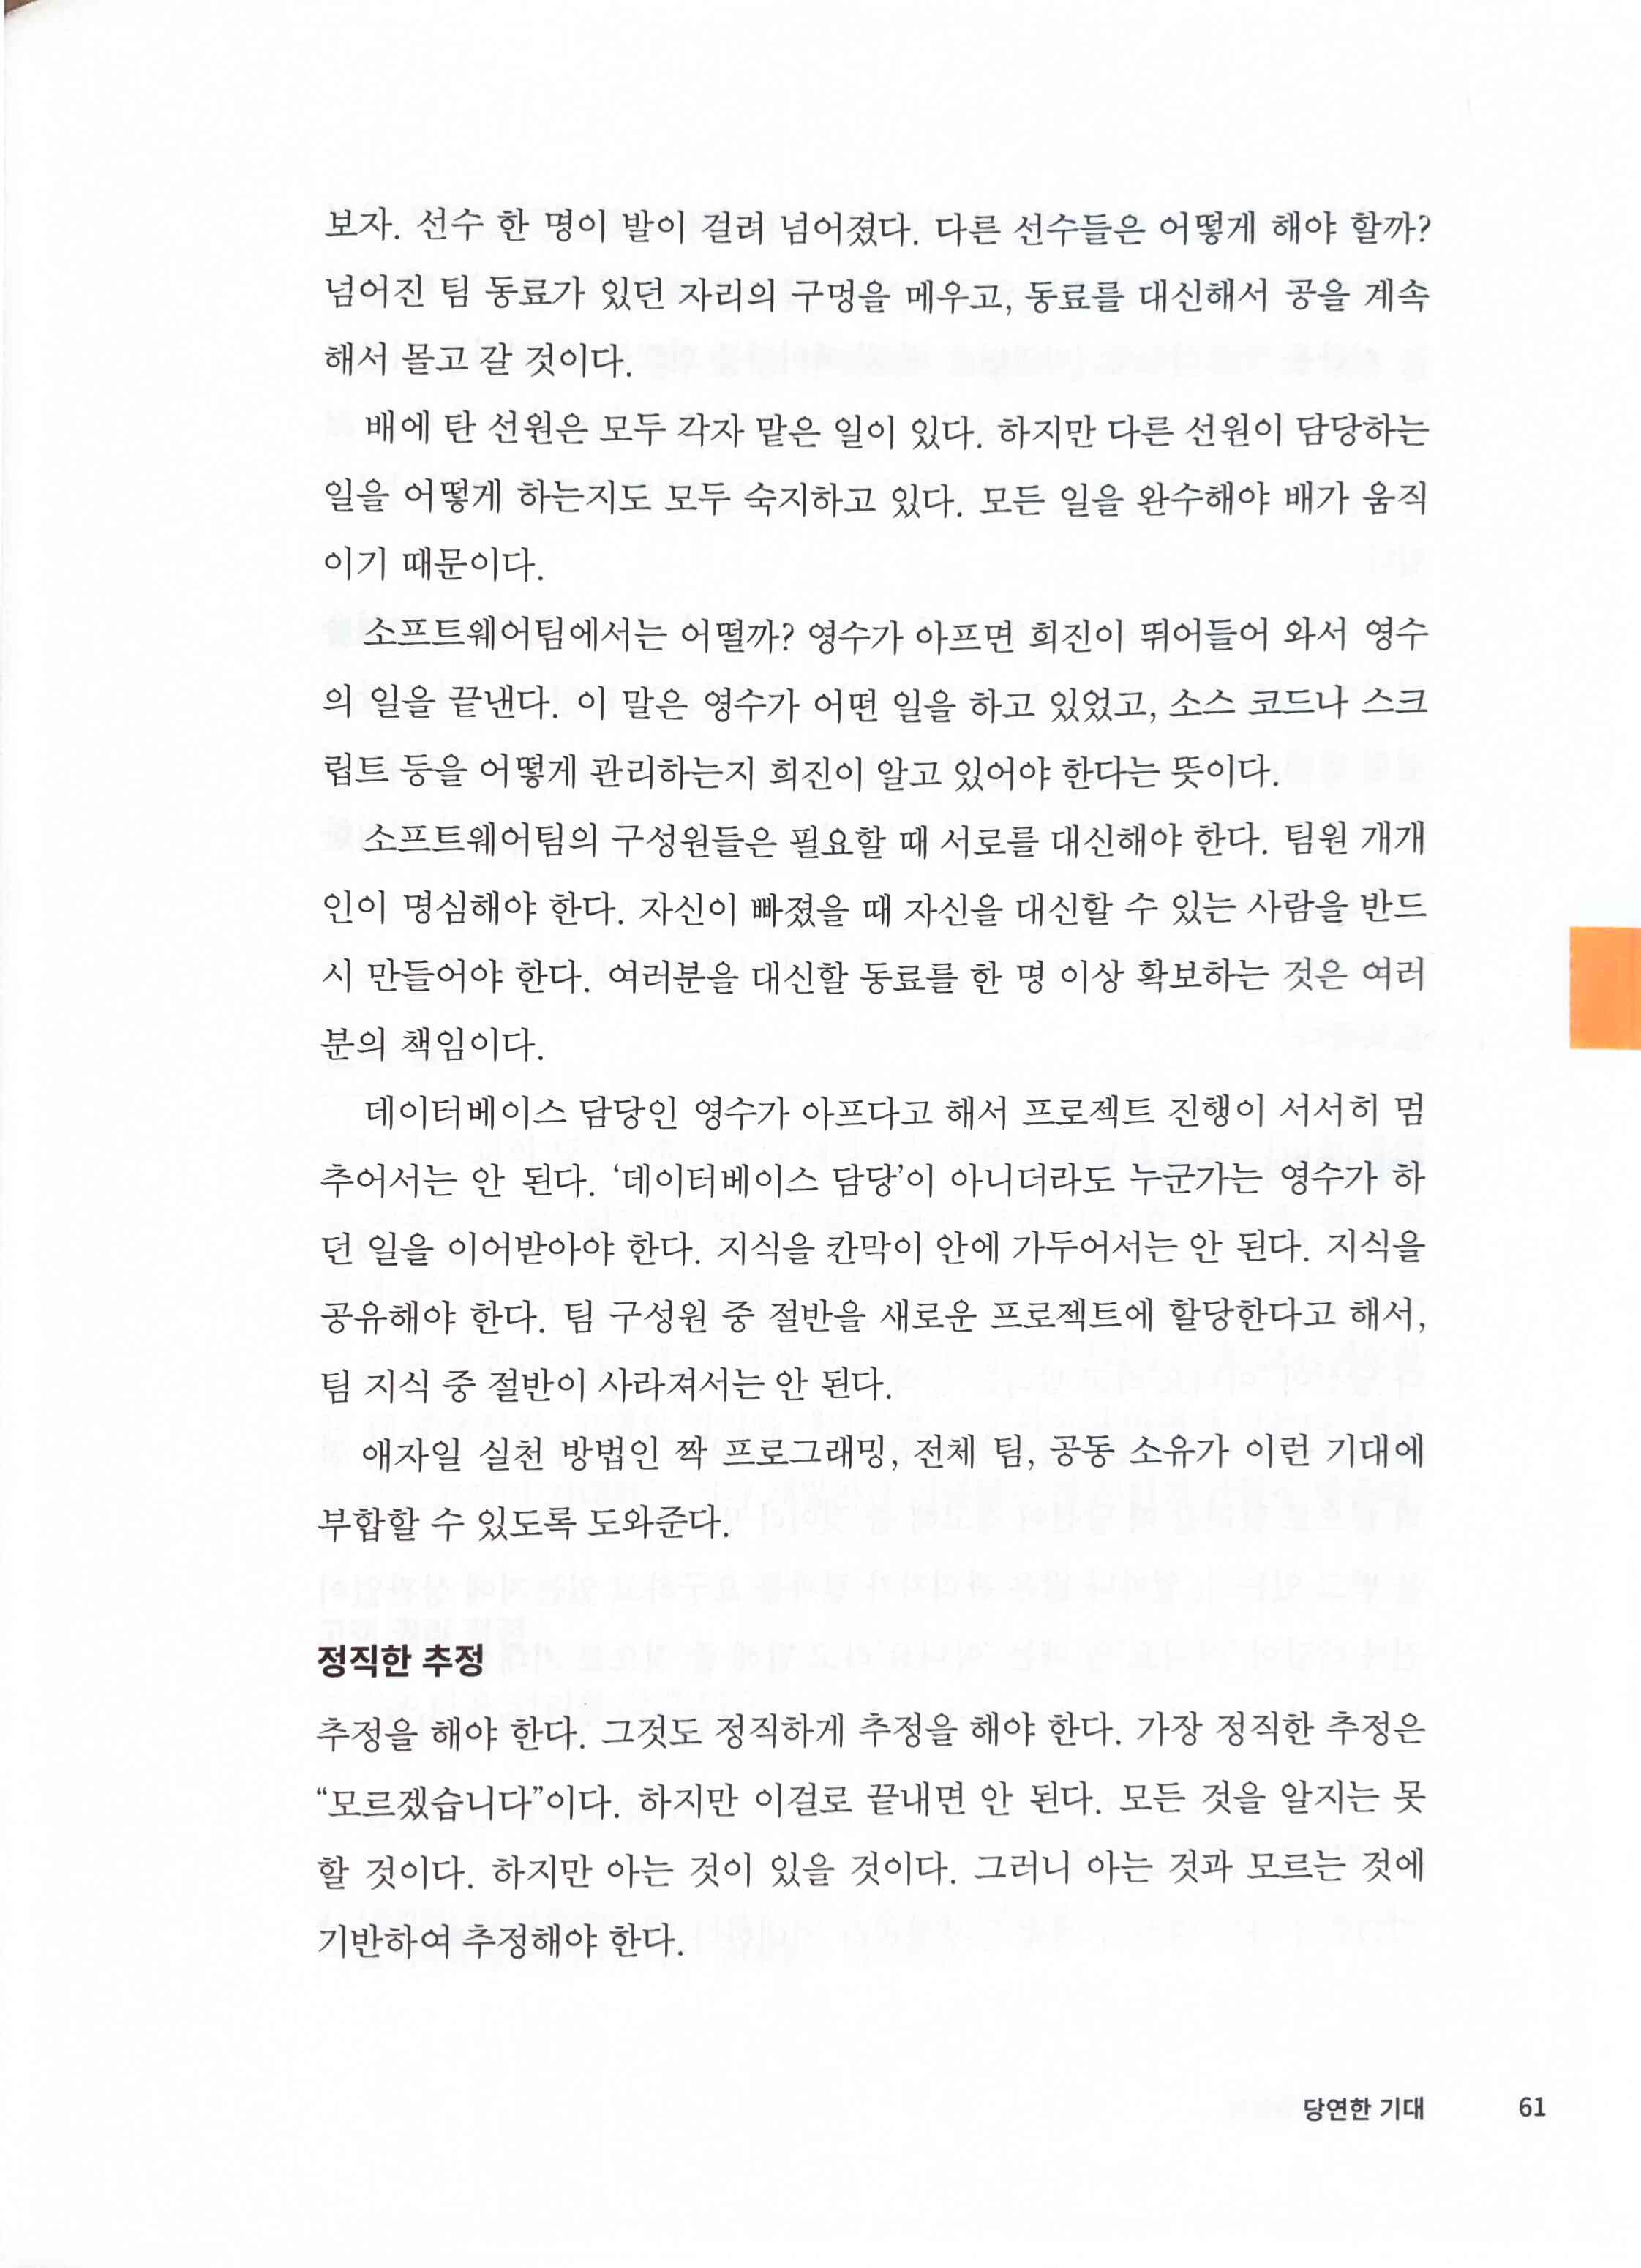 보자. 선수 한 명이 발이 걸려 넘어졌다. 다른 선수들은 어떻게 해야 할까?
넘어진 팀 동료가 있던 자리의 구멍을 메우고, 동료를 대신해서 공을 계속
해서 몰고 갈 것이다.
배에 탄 선원은 모두 각자 맡은 일이 있다. 하지만 다른 선원이 담당하는
일을 어떻게 하는지도 모두 숙지하고 있다. 모든 일을 완수해야 배가 움직
이기 때문이다.
소프트웨어팀에서는 어떨까? 영수가 아프면 희진이 뛰어들어 와서 영수
의 일을 끝낸다. 이 말은 영수가 어떤 일을 하고 있었고, 소스 코드나 스크
립트 등을 어떻게 관리하는지 희진이 알고 있어야 한다는 뜻이다.
소프트웨어팀의 구성원들은 필요할 때 서로를 대신해야 한다. 팀원 개개
인이 명심해야 한다. 자신이 빠졌을 때 자신을 대신할 수 있는 사람을 반드
시 만들어야 한다. 여러분을 대신할 동료를 한 명 이상 확보하는 것은 여러
분의 책임이다.
데이터베이스 담당인 영수가 아프다고 해서 프로젝트 진행이 서서히 멈
추어서는 안 된다. ‘데이터베이스 담당’이 아니더라도 누군가는 영수가 하
던 일을 이어받아야 한다. 지식을 칸막이 안에 가두어서는 안 된다. 지식을
공유해야 한다. 팀 구성원 중 절반을 새로운 프로젝트에 할당한다고 해서,
팀 지식 중 절반이 사라져서는 안 된다.
애자일 실천 방법인 짝 프로그래밍, 전체 팀, 공동 소유가 이런 기대에
부합할 수 있도록 도와준다.
정직한 추정
추정을 해야 한다. 그것도 정직하게 추정을 해야 한다. 가장 정직한 추정은
“모르겠습니다”이다. 하지만 이걸로 끝내면 안 된다. 모든 것을 알지는 못
할 것이다. 하지만 아는 것이 있을 것이다. 그러니 아는 것과 모르는 것에
기반하여 추정해야 한다.
당연한 기대 61